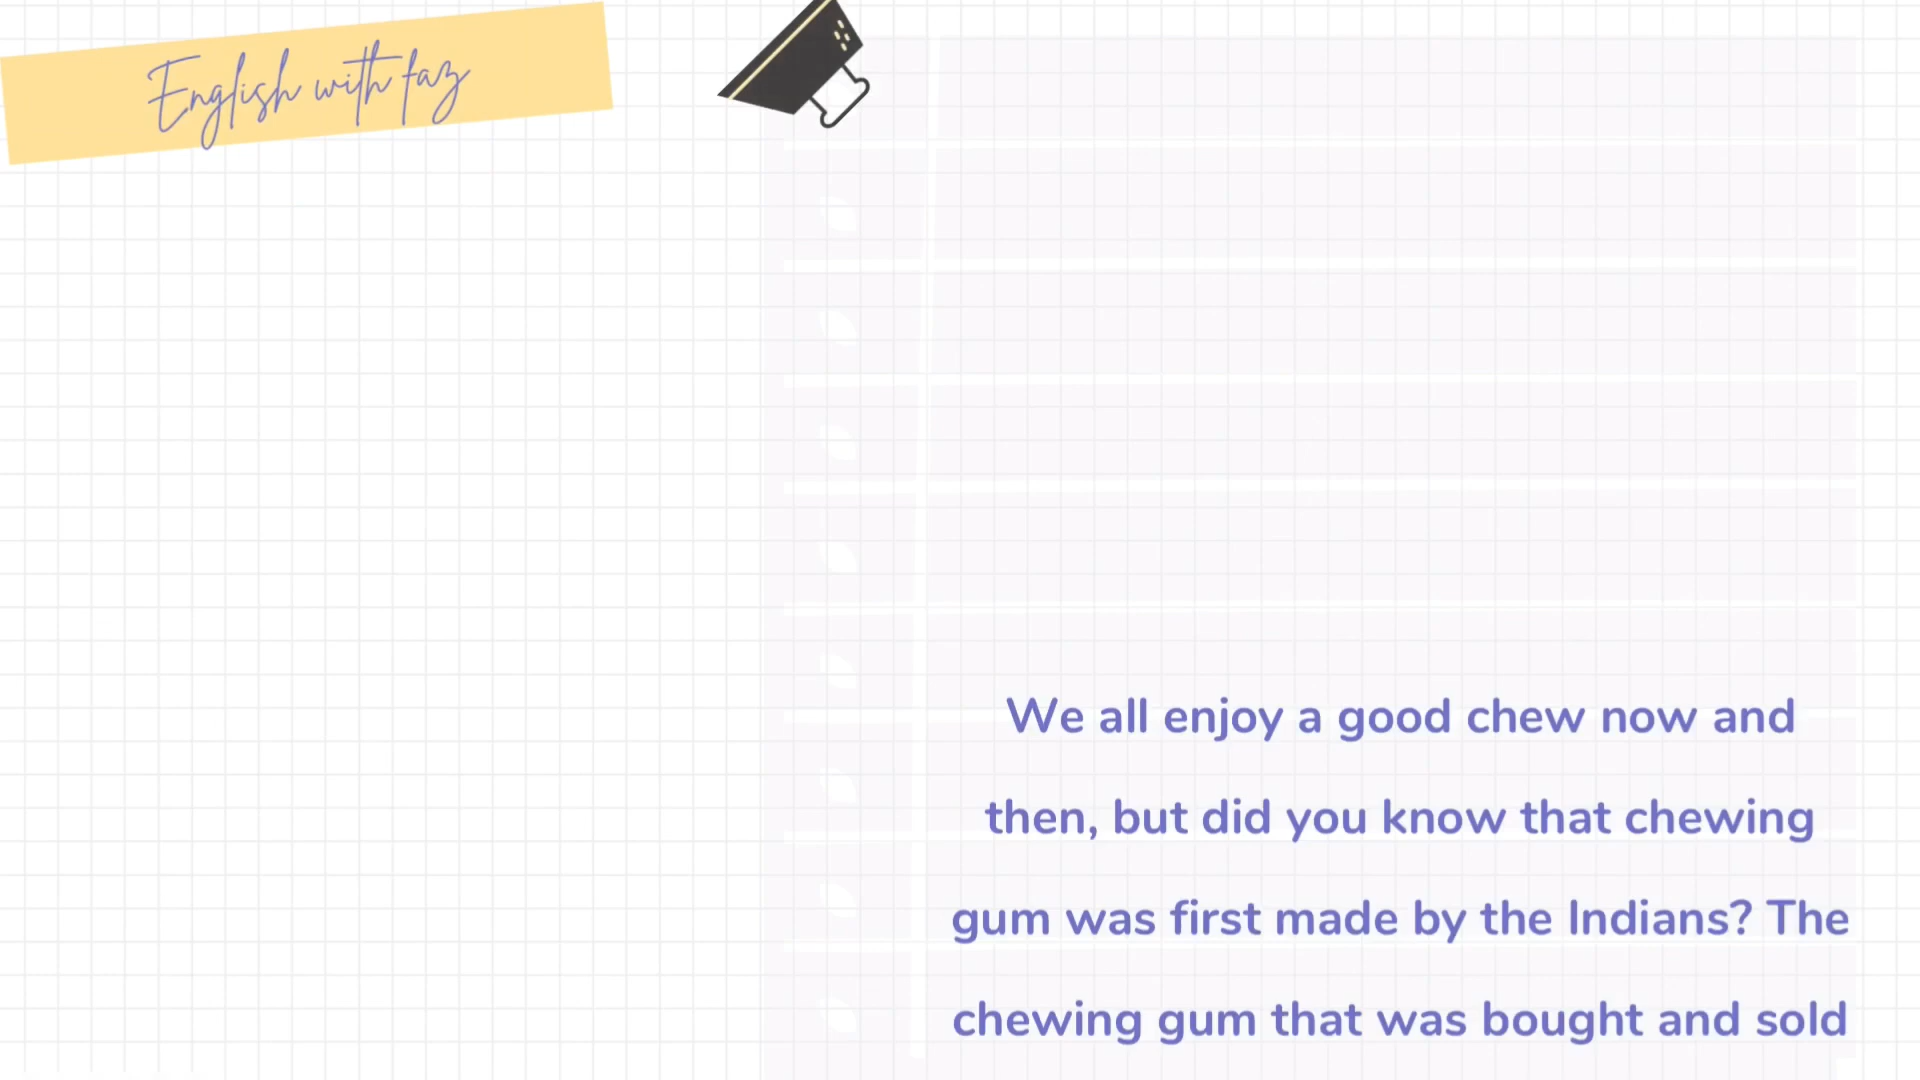 English with faz
We all enjoy a good chew now and
then, but did you know that chewing
gum was first made by the Indians? The
chewing gum that was bought and sold